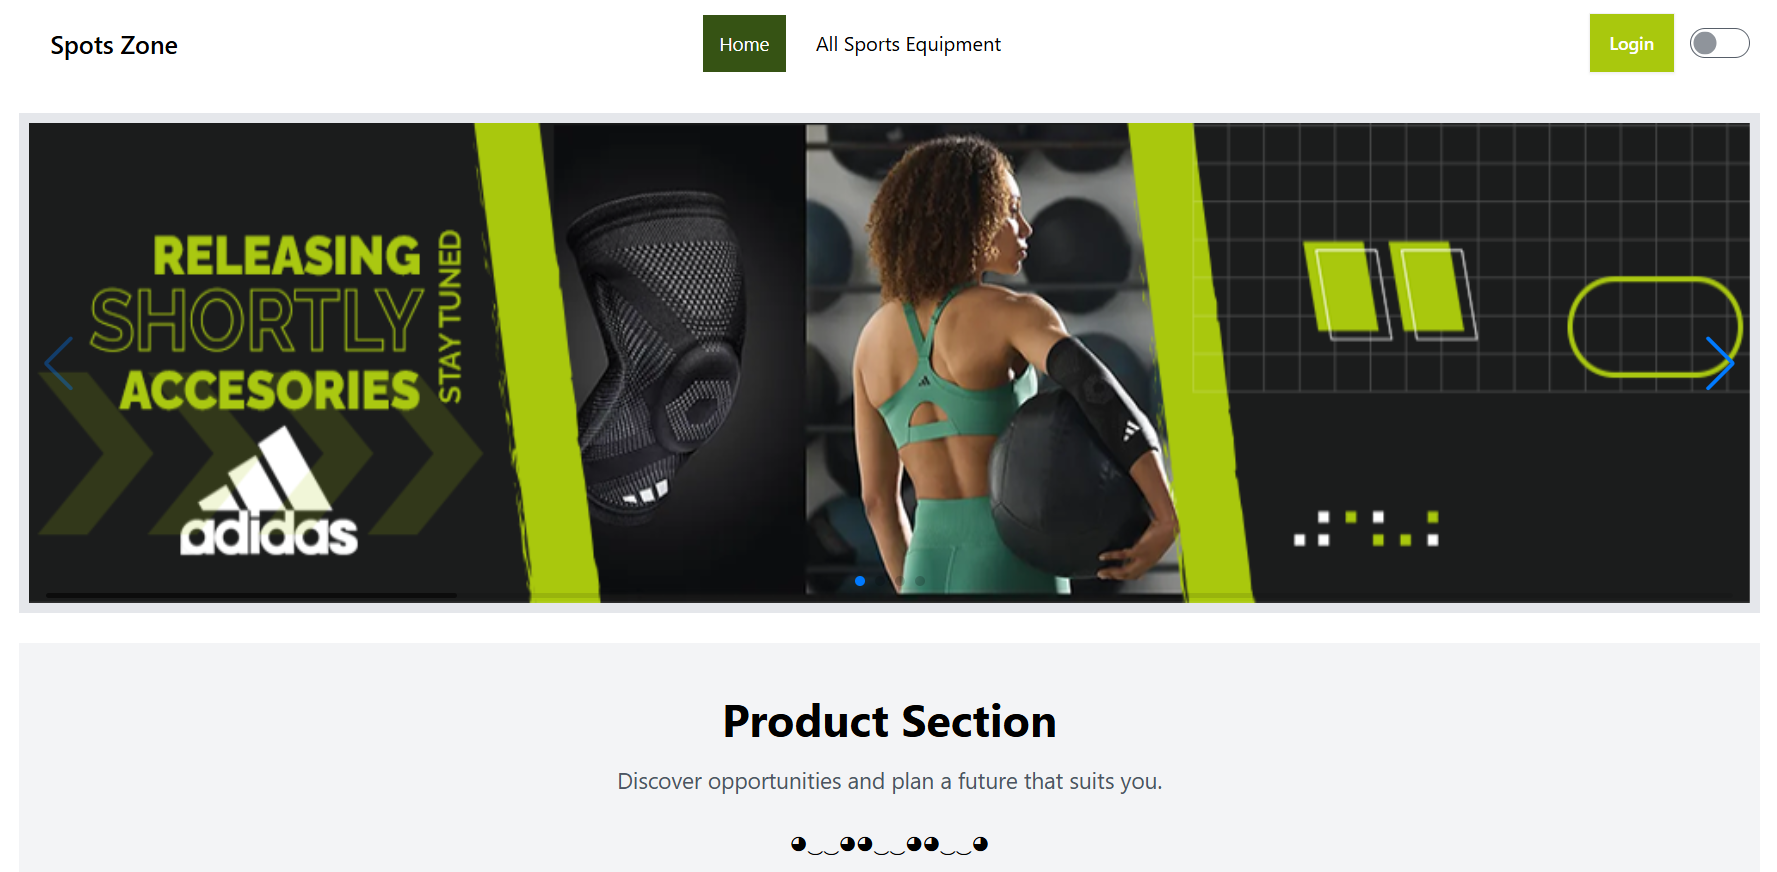 Spots Zone
Home
All Sports Equipment
Login
RELEASING
SHORTLY
ACCESORIES
STAY TUNED
adidas
Product Section
Discover opportunities and plan a future that suits you.
◕‿‿◕◕‿‿◕◕‿‿◕